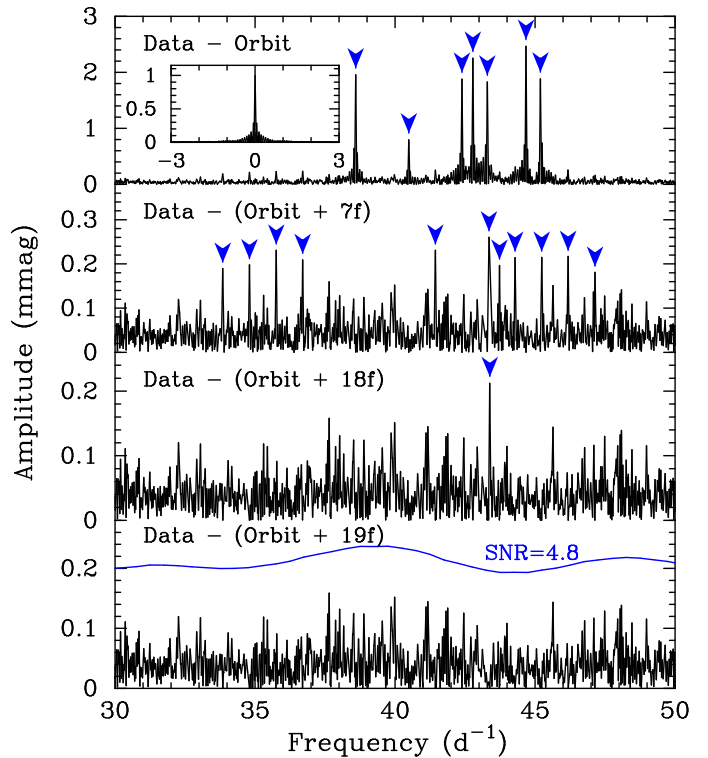 3
Data − Orbit
2
1
0.5
0
−3 0 3
1
0
Data − (Orbit + 7f)
0.3
0.2
0.1
0
Data − (Orbit + 18f)
0.2
0.1
0
Data − (Orbit + 19f)
SNR=4.8
0.2
0.1
0
30 35 40 45 50
Frequency (d⁻¹)
Amplitude (mmag)